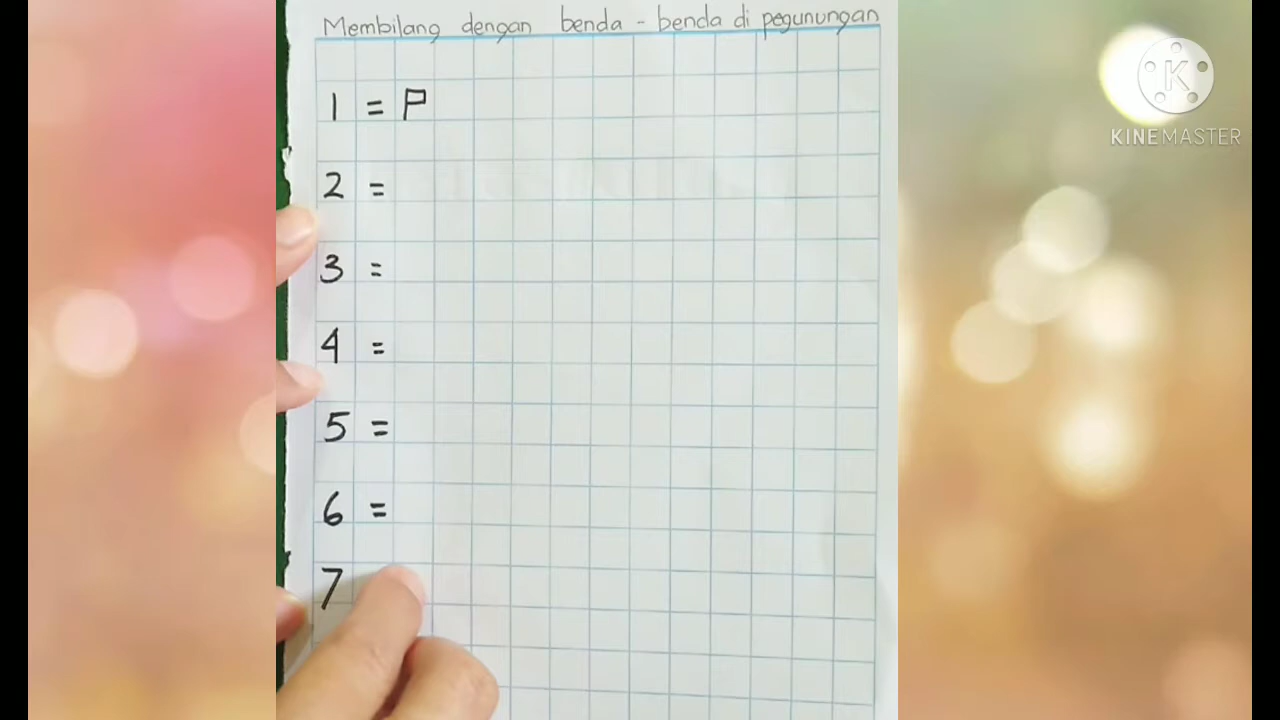 Membilang dengan benda - benda di pegunungan
1 = P
2 =
3 =
4 =
5 =
6 =
7
K
KINEMASTER